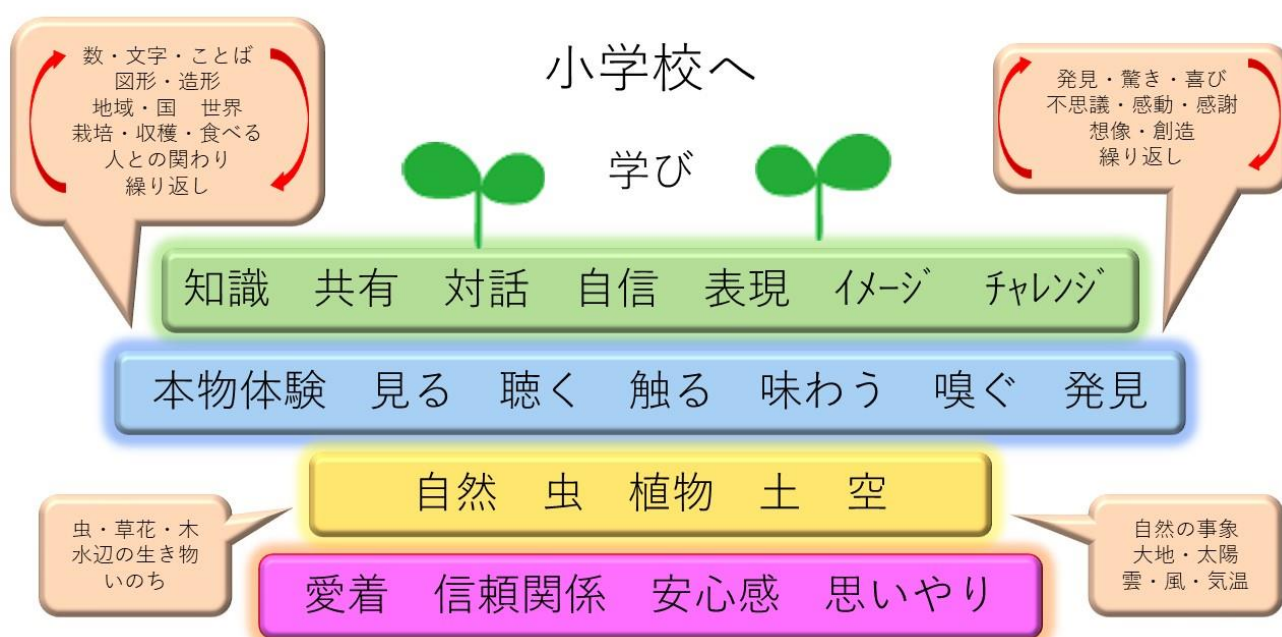 小学校へ
学び
数・文字・ことば
図形・造形
地域・国　世界
栽培・収穫・食べる
人との関わり
繰り返し
発見・驚き・喜び
不思議・感動・感謝
想像・創造
繰り返し
知識　共有　対話　自信　表現　ｲﾒｰｼﾞ　ﾁｬﾚﾝｼﾞ
本物体験　見る　聴く　触る　味わう　嗅ぐ　発見
自然　虫　植物　土　空
虫・草花・木
水辺の生き物
いのち
自然の事象
大地・太陽
雲・風・気温
愛着　信頼関係　安心感　思いやり